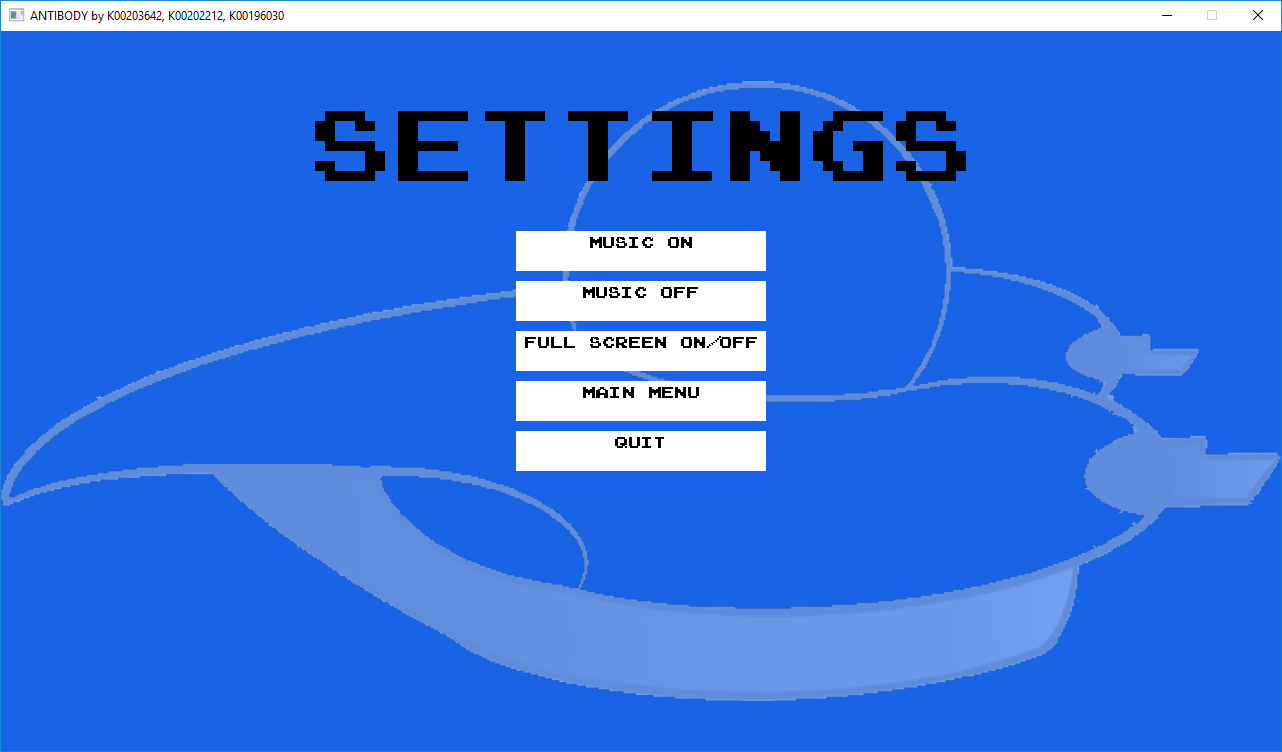 ANTIBODY by K00203642, K00202212, K00196030
SETTINGS
MUSIC ON
MUSIC OFF
FULL SCREEN ON/OFF
MAIN MENU
QUIT